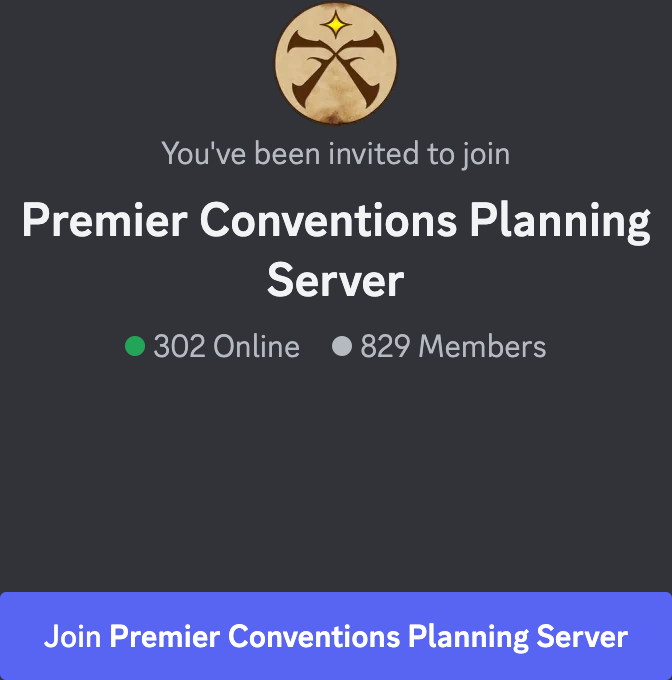 You've been invited to join
Premier Conventions Planning
Server
302 Online 829 Members
Join Premier Conventions Planning Server